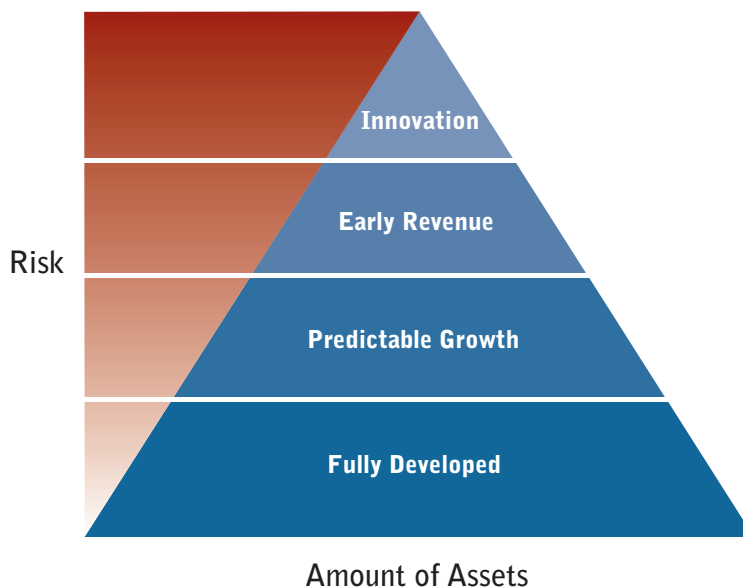 Innovation
Early Revenue
Risk
Predictable Growth
Fully Developed
Amount of Assets